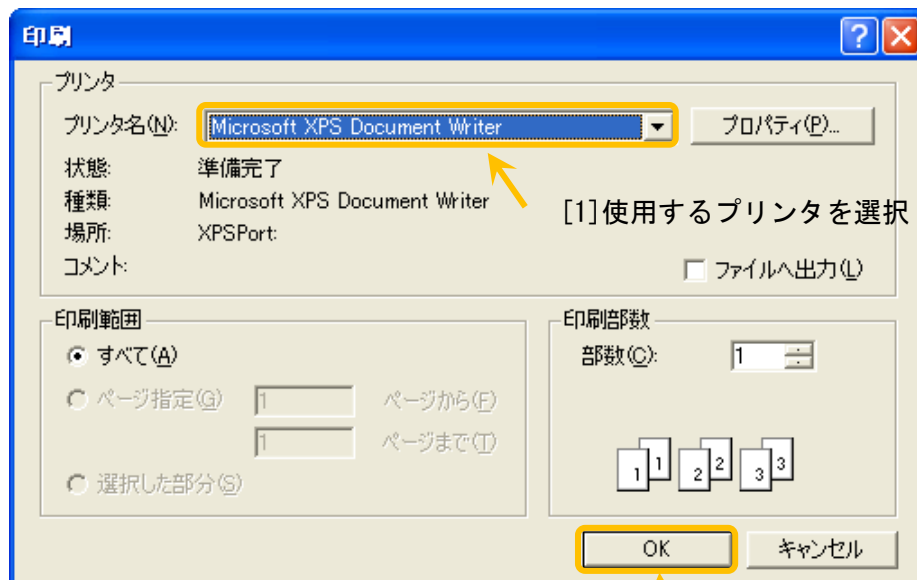 印刷
プリンタ
プリンタ名(N): Microsoft XPS Document Writer プロパティ(P)...
状態: 準備完了
種類: Microsoft XPS Document Writer
[1]使用するプリンタを選択
場所: XPSPort:
コメント: ファイルへ出力(L)
印刷範囲 印刷部数
すべて(A) 部数(C): 1
ページ指定(G) 1 ページから(F)
1 ページまで(T)
1 1 2 2 3 3
選択した部分(S)
OK キャンセル